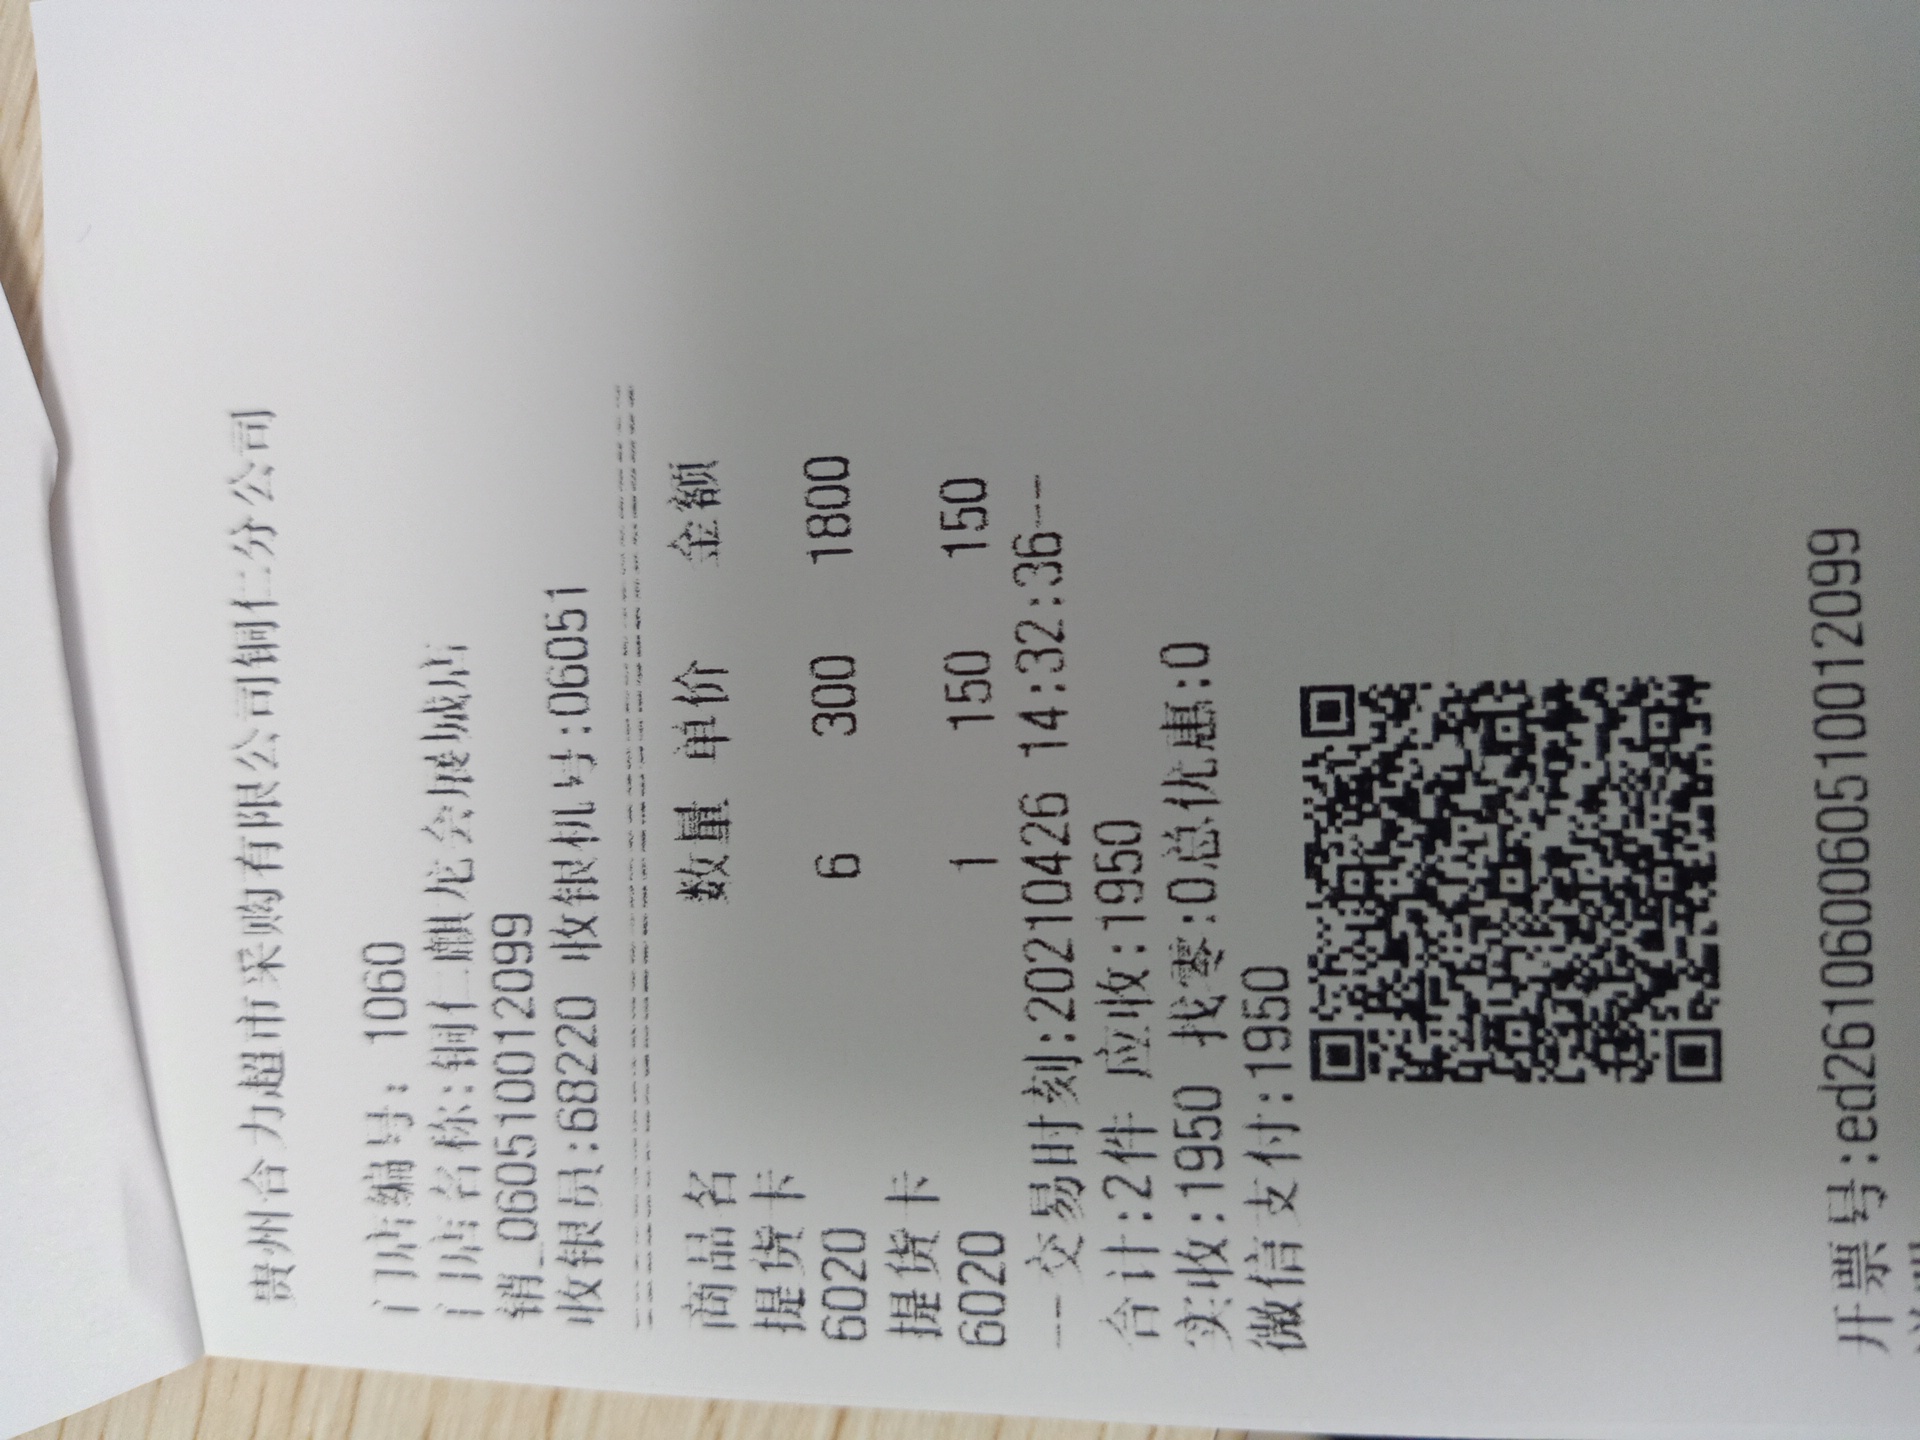 贵州合力超市采购有限公司铜仁分公司
门店编号: 1060
门店名称:铜仁麒龙会展城店
销_060510012099
收银员:68220 收银机号:06051
商品名 数量 单价 金额
提货卡
6020 6 300 1800
提货卡
6020 1 150 150
--交易时刻:20210426 14:32:36--
合计:2件 应收:1950
实收:1950 找零:0总优惠:0
微信支付:1950
开票号:ed261060060510012099